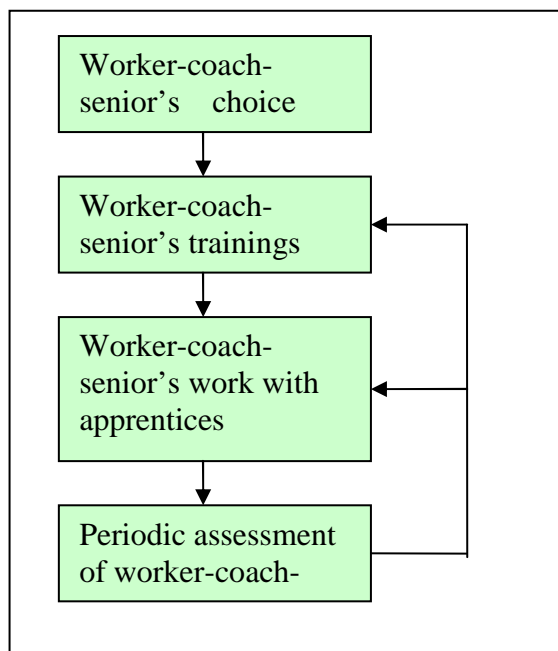 Worker-coach-
senior’s choice
Worker-coach-
senior’s trainings
Worker-coach-
senior’s work with
apprentices
Periodic assessment
of worker-coach-